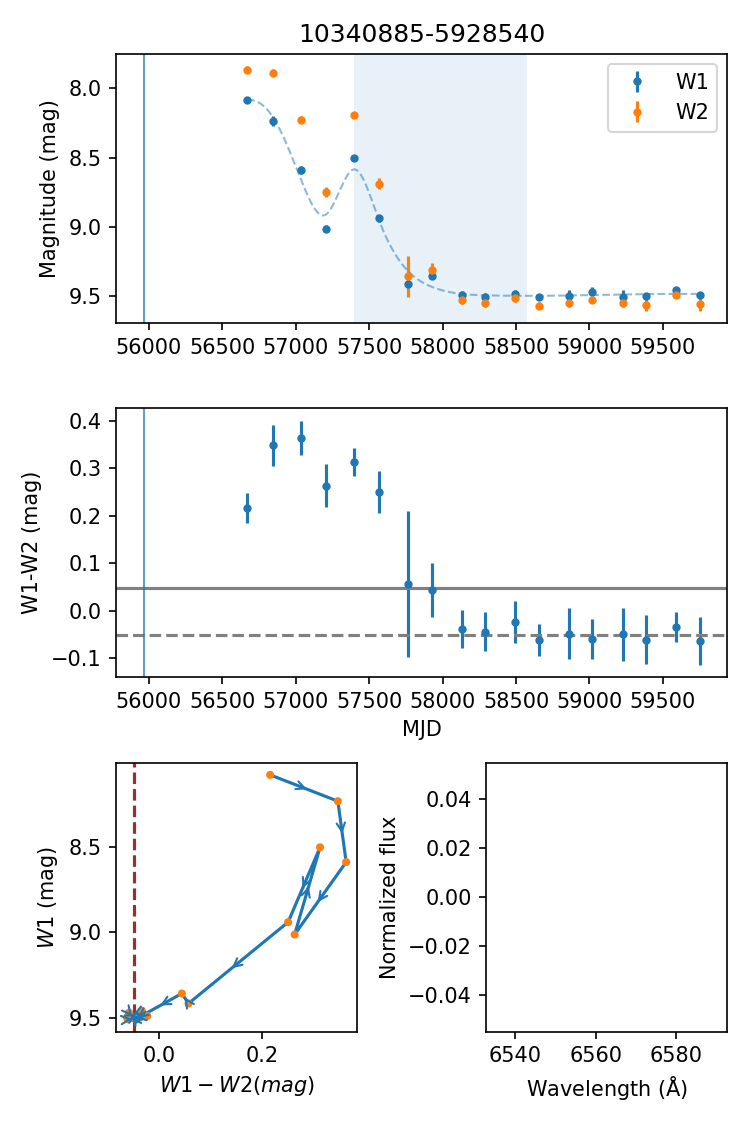 10340885-5928540
Magnitude (mag)
8.0
8.5
9.0
9.5
W1
W2
56000 56500 57000 57500 58000 58500 59000 59500
W1-W2 (mag)
0.4
0.3
0.2
0.1
0.0
−0.1
56000 56500 57000 57500 58000 58500 59000 59500
MJD
W1 (mag)
8.5
9.0
9.5
0.0 0.2
W1 − W2(mag)
Normalized flux
0.04
0.02
0.00
−0.02
−0.04
6540 6560 6580
Wavelength (Å)